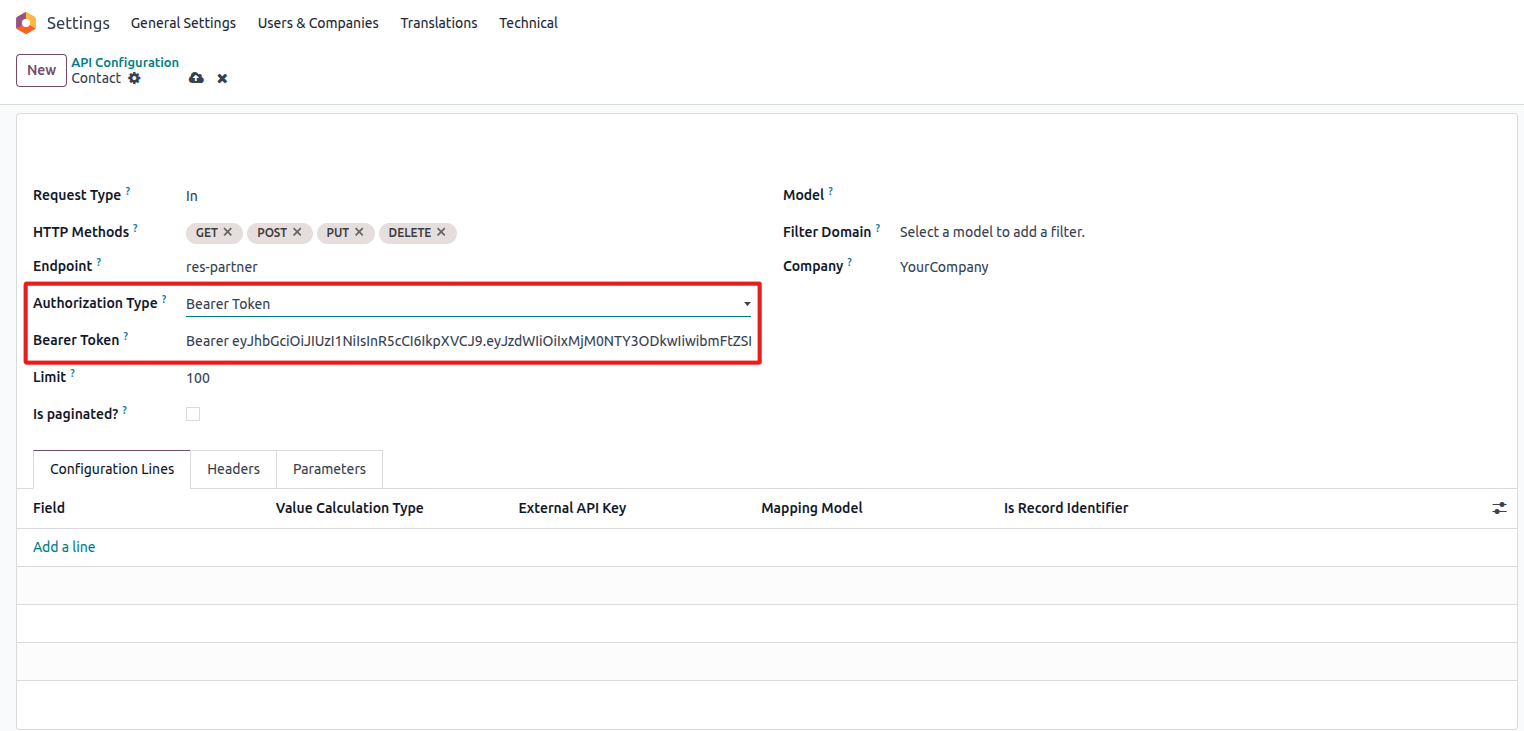 Settings General Settings Users & Companies Translations Technical
New API Configuration
Contact
Request Type ? In
Model ?
HTTP Methods ? GET × POST × PUT × DELETE ×
Filter Domain ? Select a model to add a filter.
Endpoint ? res-partner
Company ? YourCompany
Authorization Type ? Bearer Token
Bearer Token ? Bearer eyJhbGciOiJIUzI1NiIsInR5cCI6IkpXVCJ9.eyJzdWIiOiIxMjM0NTY3ODkwIiwibmFtZSI
Limit ? 100
Is paginated? ?
Configuration Lines Headers Parameters
Field Value Calculation Type External API Key Mapping Model Is Record Identifier
Add a line